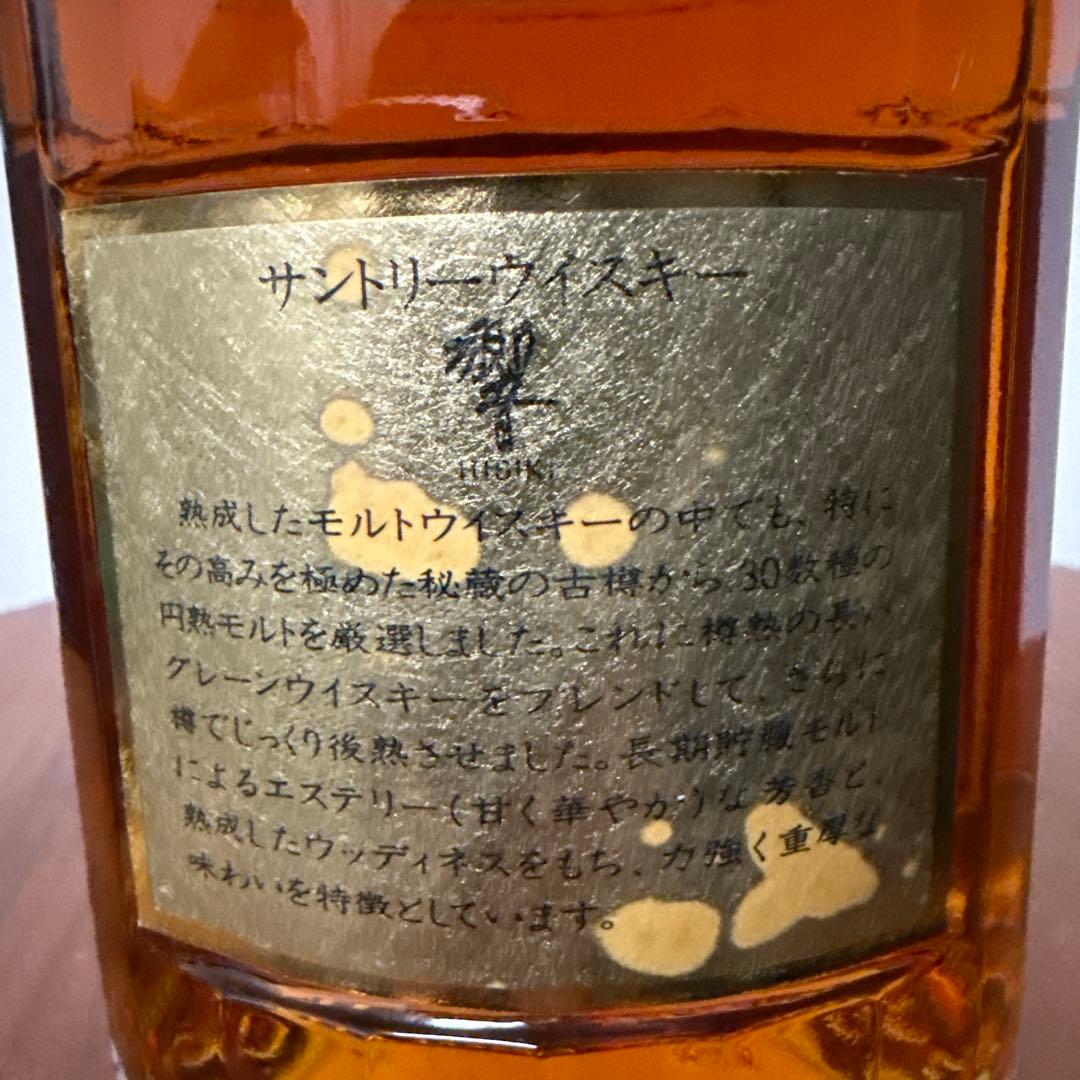 サントリーウイスキー
響
HIBIKI
熟成したモルトウイスキーの中でも、特に
その高みを極めた秘蔵の古樽から、30数種の
円熟モルトを厳選しました。これに樽熟の長い
グレーンウイスキーをブレンドして、さらに
樽でじっくり後熟させました。長期貯蔵モルト
によるエステリー(甘く華やか)な芳香と、
熟成したウッディネスをもち、力強く重厚な
味わいを特徴としています。